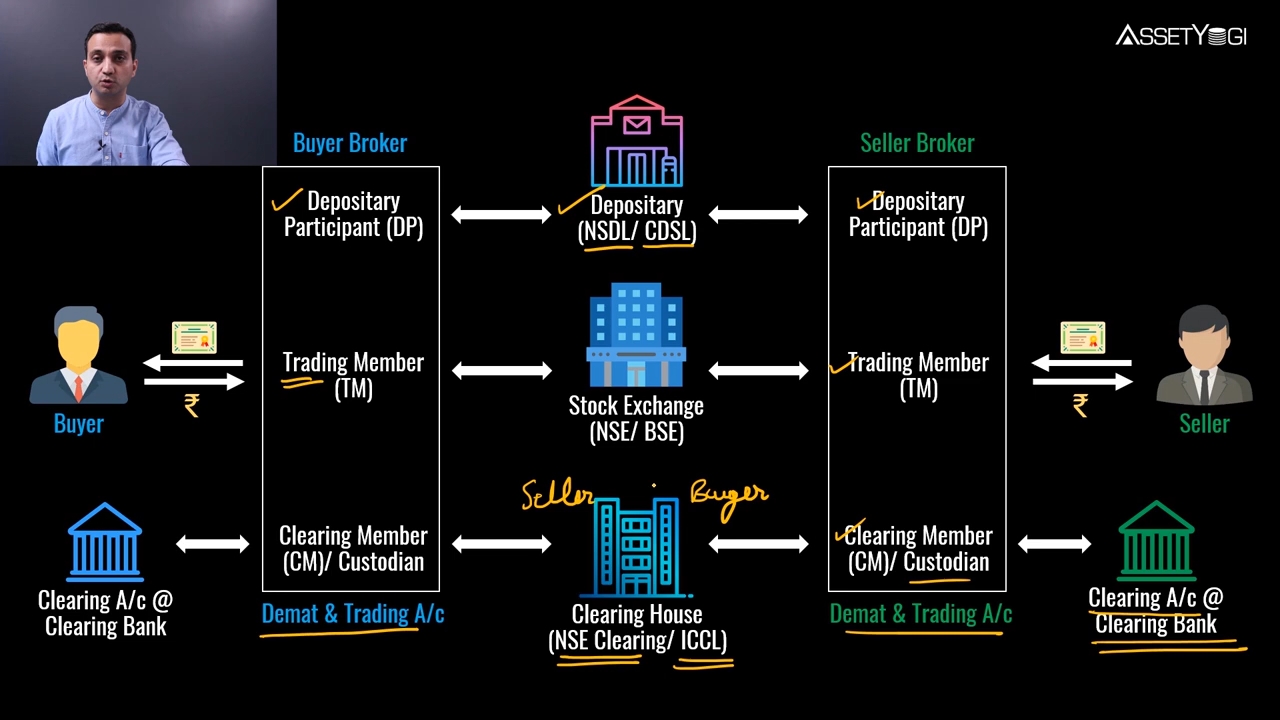 ASSETYOGI
Buyer Broker
Seller Broker
Depositary
Participant (DP)
Depositary
(NSDL/ CDSL)
Depositary
Participant (DP)
Trading Member
(TM)
Stock Exchange
(NSE/ BSE)
Trading Member
(TM)
₹
Buyer
₹
Seller
Seller
Buyer
Clearing Member
(CM)/ Custodian
Clearing Member
(CM)/ Custodian
Clearing A/c @
Clearing Bank
Demat & Trading A/c
Clearing House
(NSE Clearing/ ICCL)
Demat & Trading A/c
Clearing A/c @
Clearing Bank